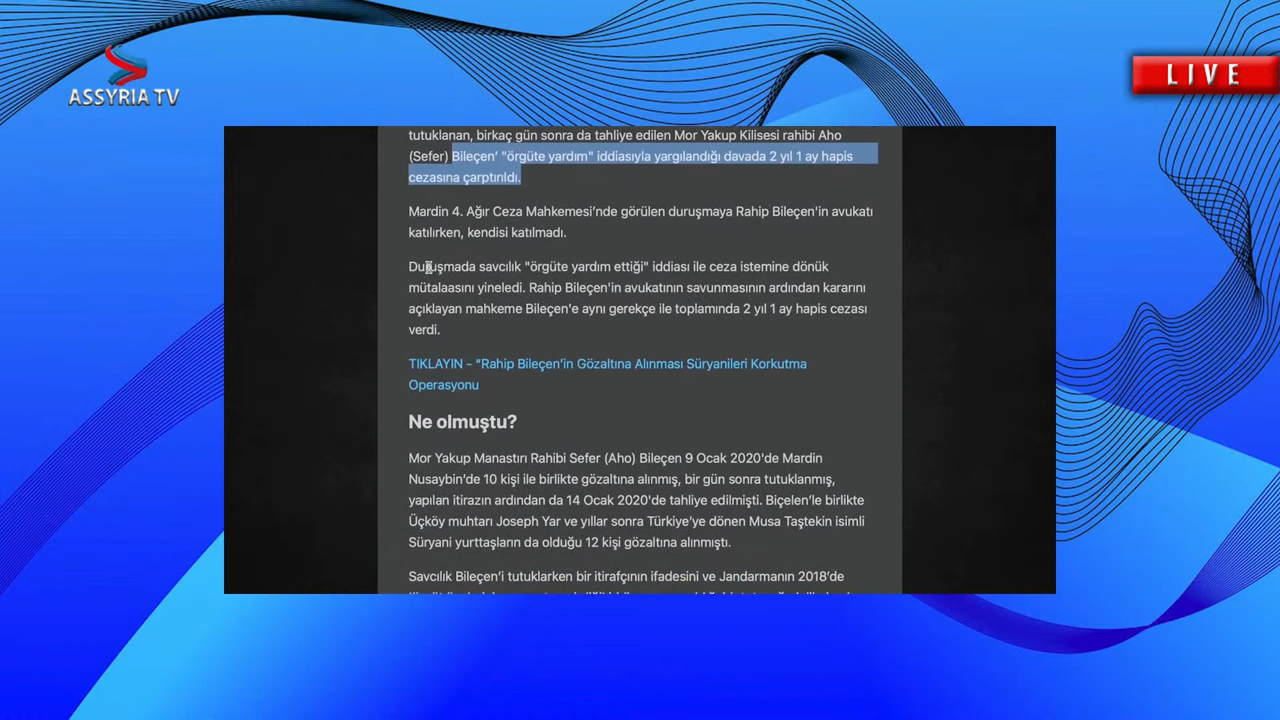 ASSYRIA TV
LIVE
tutuklanan, birkaç gün sonra da tahliye edilen Mor Yakup Kilisesi rahibi Aho
(Sefer) Bileçen’ "örgüte yardım" iddiasıyla yargılandığı davada 2 yıl 1 ay hapis
cezasına çarptırıldı.
Mardin 4. Ağır Ceza Mahkemesi’nde görülen duruşmaya Rahip Bileçen'in avukatı
katılırken, kendisi katılmadı.
Duruşmada savcılık "örgüte yardım ettiği" iddiası ile ceza istemine dönük
mütalaasını yineledi. Rahip Bileçen'in avukatının savunmasının ardından kararını
açıklayan mahkeme Bileçen'e aynı gerekçe ile toplamında 2 yıl 1 ay hapis cezası
verdi.
TIKLAYIN - “Rahip Bileçen’in Gözaltına Alınması Süryanileri Korkutma
Operasyonu
Ne olmuştu?
Mor Yakup Manastırı Rahibi Sefer (Aho) Bileçen 9 Ocak 2020'de Mardin
Nusaybin’de 10 kişi ile birlikte gözaltına alınmış, bir gün sonra tutuklanmış,
yapılan itirazın ardından da 14 Ocak 2020'de tahliye edilmişti. Biçelen’le birlikte
Üçköy muhtarı Joseph Yar ve yıllar sonra Türkiye’ye dönen Musa Taştekin isimli
Süryani yurttaşların da olduğu 12 kişi gözaltına alınmıştı.
Savcılık Bileçen’i tutuklarken bir itirafçının ifadesini ve Jandarmanın 2018’de